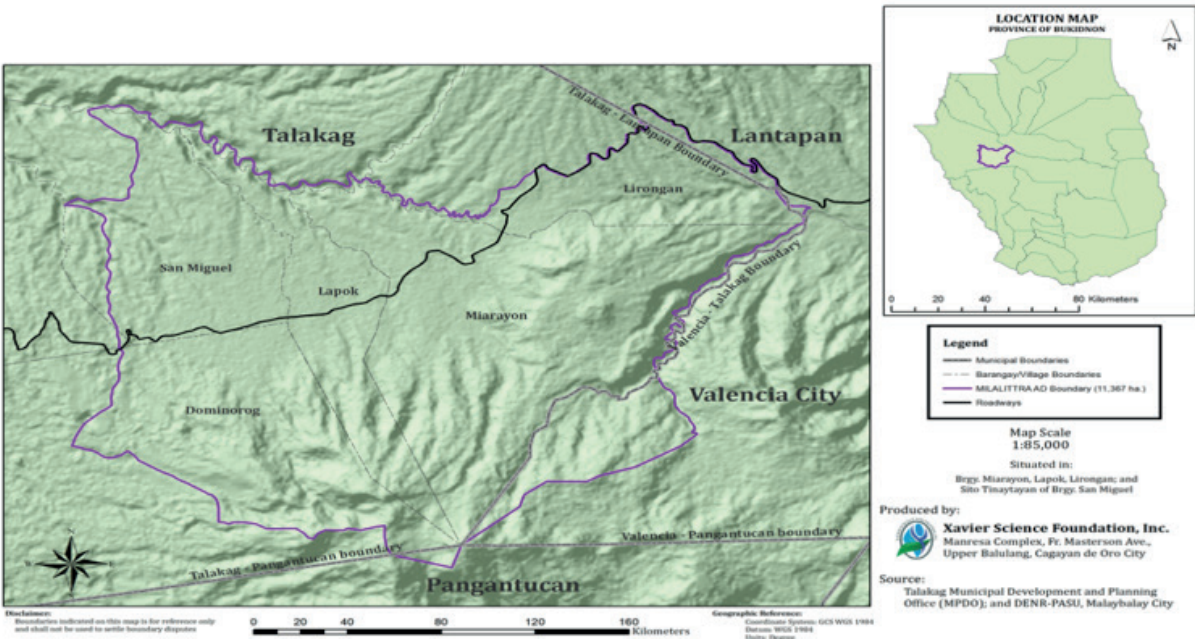 Talakag
Talakag - Lantapan Boundary
Lantapan
Lirongan
San Miguel
Lapok
Miarayon
Valencia - Talakag Boundary
Dominorog
Valencia City
Talakag - Pangantucan boundary
Valencia - Pangantucan boundary
Pangantucan
Disclaimer:
Boundaries indicated on this map is for reference only
and shall not be used to settle boundary disputes
0 20 40 80 120 160
Kilometers
Geographic Reference:
Coordinate System: GCS WGS 1984
Datum: WGS 1984
Units: Degree
LOCATION MAP
PROVINCE OF BUKIDNON
N
0 20 40 80 Kilometers
Legend
Municipal Boundaries
Barangay/Village Boundaries
MILALITTRA AD Boundary (11,367 ha.)
Roadways
Map Scale
1:85,000
Situated in:
Brgy. Miarayon, Lapok, Lirongan; and
Sito Tinaytayan of Brgy. San Miguel
Produced by:
Xavier Science Foundation, Inc.
Manresa Complex, Fr. Masterson Ave.,
Upper Balulang, Cagayan de Oro City
Source:
Talakag Municipal Development and Planning
Office (MPDO); and DENR-PASU, Malaybalay City